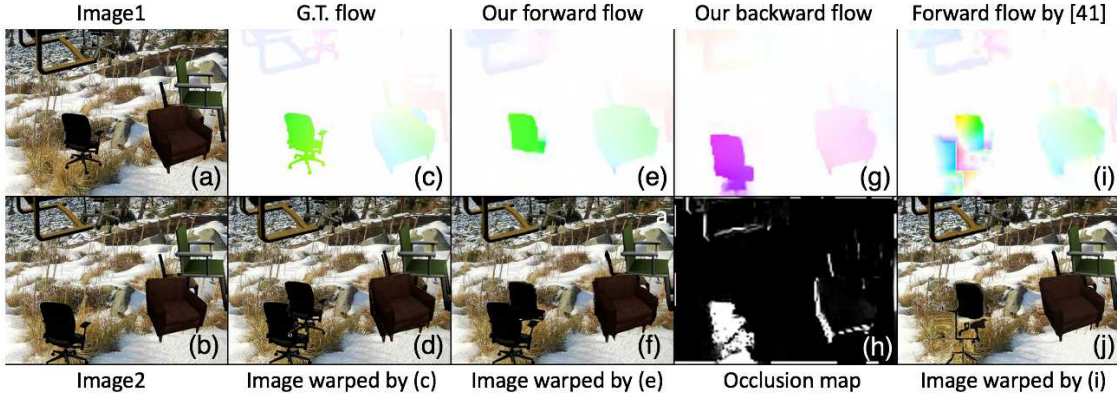 Image1 G.T. flow Our forward flow Our backward flow Forward flow by [41]
(a) (c) (e) (g) (i)
a
(b) (d) (f) (h) (j)
Image2 Image warped by (c) Image warped by (e) Occlusion map Image warped by (i)